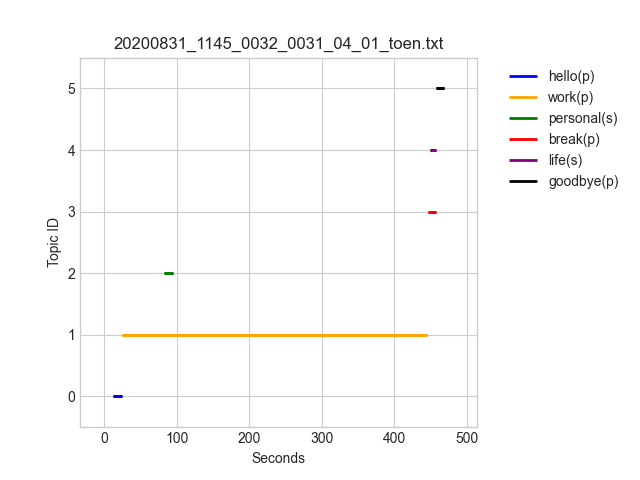 20200831_1145_0032_0031_04_01_toen.txt
hello(p)
work(p)
personal(s)
break(p)
life(s)
goodbye(p)
Topic ID
5
4
3
2
1
0
0 100 200 300 400 500
Seconds